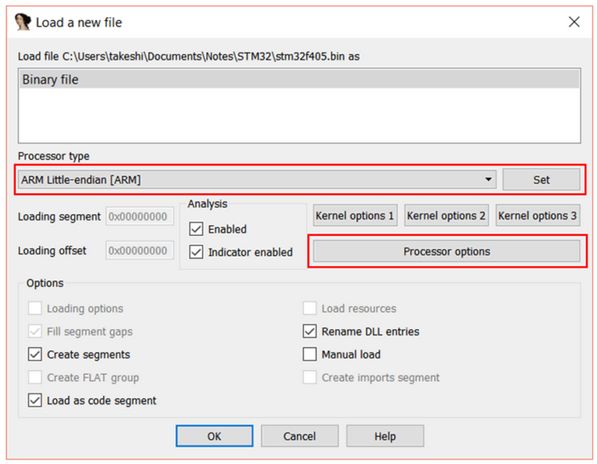 Load a new file
Load file C:\Users\takeshi\Documents\Notes\STM32\stm32f405.bin as
Binary file
Processor type
ARM Little-endian [ARM]
Set
Loading segment 0x00000000
Loading offset 0x00000000
Analysis
Enabled
Indicator enabled
Kernel options 1 Kernel options 2 Kernel options 3
Processor options
Options
Loading options
Fill segment gaps
Create segments
Create FLAT group
Load as code segment
Load resources
Rename DLL entries
Manual load
Create imports segment
OK Cancel Help